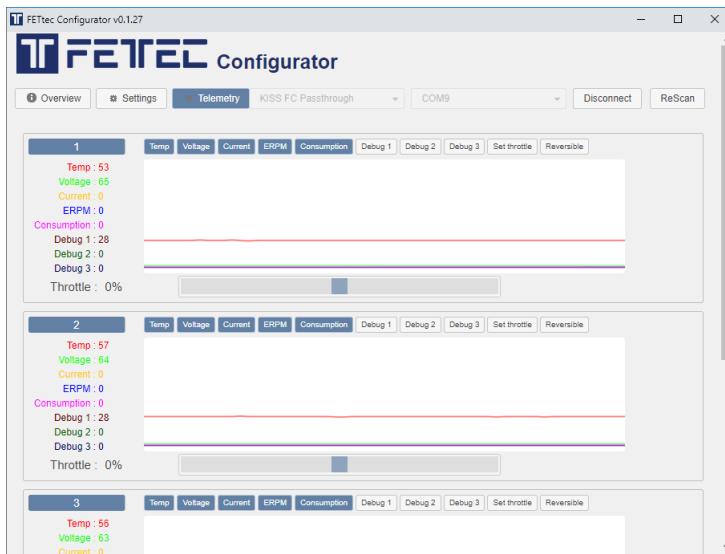 FETtec Configurator v0.1.27
FETTEC Configurator
Overview Settings Telemetry KISS FC Passthrough COM9 Disconnect ReScan
1 Temp Voltage Current ERPM Consumption Debug 1 Debug 2 Debug 3 Set throttle Reversible
Temp : 53
Voltage : 65
Current : 0
ERPM : 0
Consumption : 0
Debug 1 : 28
Debug 2 : 0
Debug 3 : 0
Throttle : 0%
2 Temp Voltage Current ERPM Consumption Debug 1 Debug 2 Debug 3 Set throttle Reversible
Temp : 57
Voltage : 64
Current : 0
ERPM : 0
Consumption : 0
Debug 1 : 28
Debug 2 : 0
Debug 3 : 0
Throttle : 0%
3 Temp Voltage Current ERPM Consumption Debug 1 Debug 2 Debug 3 Set throttle Reversible
Temp : 56
Voltage : 63
Current : 0